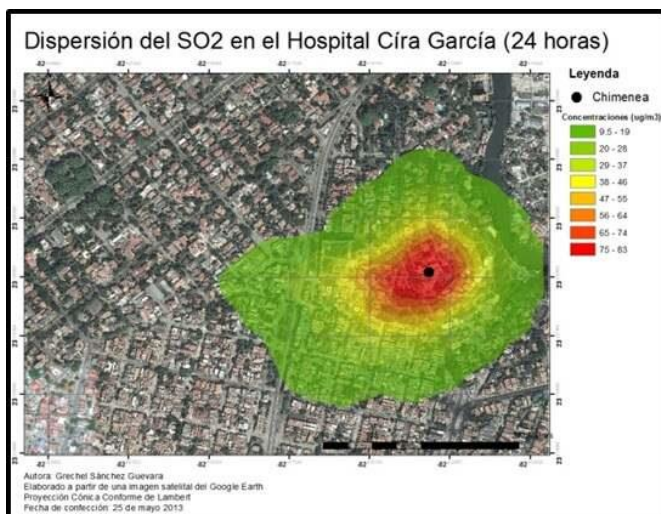 Dispersión del SO2 en el Hospital Círa García (24 horas)
Leyenda
Chimenea
Concentraciones (ug/m3)
9.5 - 19
20 - 28
29 - 37
38 - 46
47 - 55
56 - 64
65 - 74
75 - 83
Autora: Grechel Sánchez Guevara
Elaborado a partir de una imagen satelital del Google Earth
Proyección Cónica Conforme de Lambert
Fecha de confección: 25 de mayo 2013